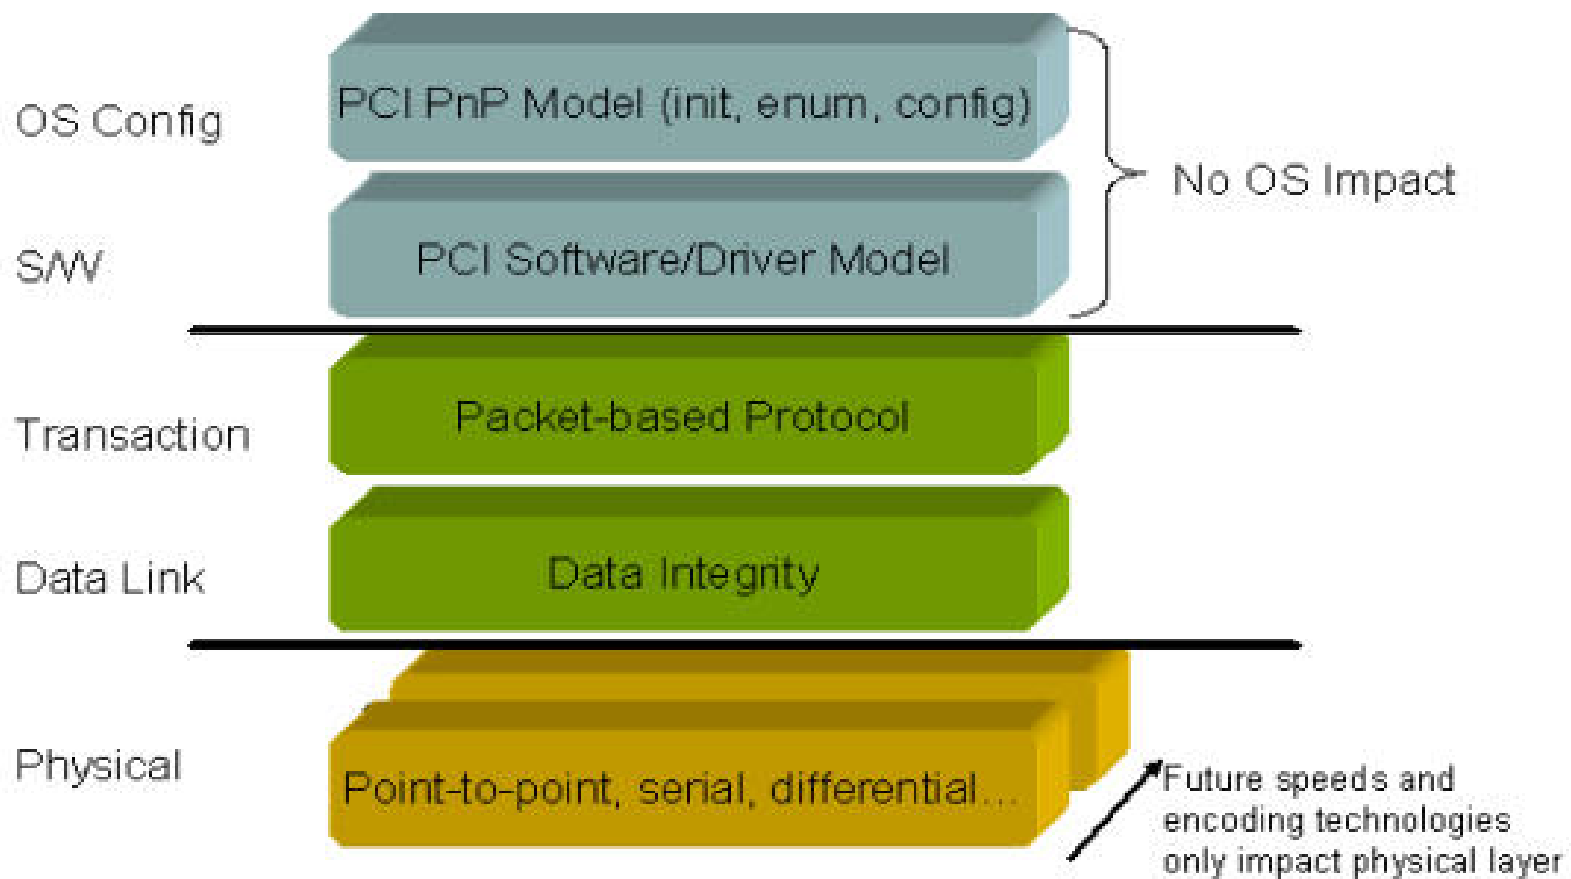 OS Config
PCI PnP Model (init, enum, config)
No OS Impact
S/W
PCI Software/Driver Model
Transaction
Packet-based Protocol
Data Link
Data Integrity
Physical
Point-to-point, serial, differential...
Future speeds and
encoding technologies
only impact physical layer